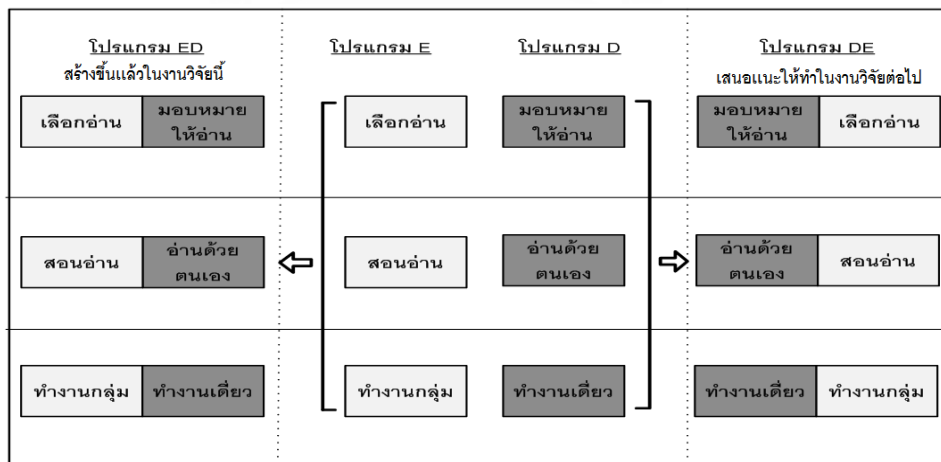 โปรแกรม ED
สร้างขึ้นแล้วในงานวิจัยนี้
โปรแกรม E
โปรแกรม D
โปรแกรม DE
เสนอแนะให้ทำในงานวิจัยต่อไป
เลือกอ่าน
มอบหมาย
ให้อ่าน
เลือกอ่าน
มอบหมาย
ให้อ่าน
มอบหมาย
ให้อ่าน
เลือกอ่าน
สอนอ่าน
อ่านด้วย
ตนเอง
สอนอ่าน
อ่านด้วย
ตนเอง
อ่านด้วย
ตนเอง
สอนอ่าน
ทำงานกลุ่ม
ทำงานเดี่ยว
ทำงานกลุ่ม
ทำงานเดี่ยว
ทำงานเดี่ยว
ทำงานกลุ่ม